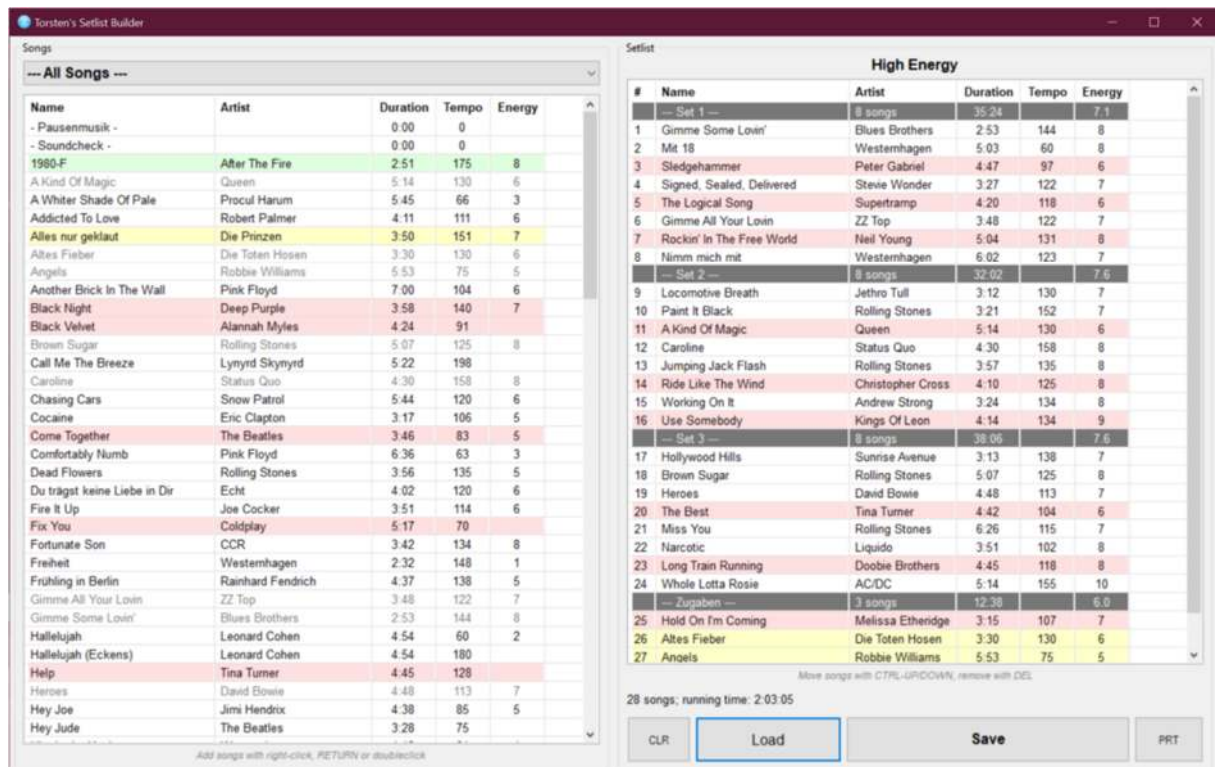 Torsten's Setlist Builder
Songs
--- All Songs ---
Name Artist Duration Tempo Energy
- Pausenmusik - 0:00 0
- Soundcheck - 0:00 0
1980-F After The Fire 2:51 175 8
A Kind Of Magic Queen 5:14 130 6
A Whiter Shade Of Pale Procul Harum 5:45 66 3
Addicted To Love Robert Palmer 4:11 111 6
Alles nur geklaut Die Prinzen 3:50 151 7
Altes Fieber Die Toten Hosen 3:30 130 6
Angels Robbie Williams 5:53 75 5
Another Brick In The Wall Pink Floyd 7:00 104 6
Black Night Deep Purple 3:58 140 7
Black Velvet Alannah Myles 4:24 91
Brown Sugar Rolling Stones 5:07 125 8
Call Me The Breeze Lynyrd Skynyrd 5:22 198
Caroline Status Quo 4:30 158 8
Chasing Cars Snow Patrol 5:44 120 6
Cocaine Eric Clapton 3:17 106 5
Come Together The Beatles 3:46 83 5
Comfortably Numb Pink Floyd 6:36 63 3
Dead Flowers Rolling Stones 3:56 135 5
Du trägst keine Liebe in Dir Echt 4:02 120 6
Fire It Up Joe Cocker 3:51 114 6
Fix You Coldplay 5:17 70
Fortunate Son CCR 3:42 134 8
Freiheit Westernhagen 2:32 148 1
Frühling in Berlin Rainhard Fendrich 4:37 138 5
Gimme All Your Lovin ZZ Top 3:48 122 7
Gimme Some Lovin' Blues Brothers 2:53 144 8
Hallelujah Leonard Cohen 4:54 60 2
Hallelujah (Eckens) Leonard Cohen 4:54 180
Help Tina Turner 4:45 128
Heroes David Bowie 4:48 113 7
Hey Joe Jimi Hendrix 4:38 85 5
Hey Jude The Beatles 3:28 75
Add songs with right-click, RETURN or doubleclick
Setlist
High Energy
# Name Artist Duration Tempo Energy
--- Set 1 --- 8 songs 35:24 7.1
1 Gimme Some Lovin' Blues Brothers 2:53 144 8
2 Mit 18 Westernhagen 5:03 60 8
3 Sledgehammer Peter Gabriel 4:47 97 6
4 Signed, Sealed, Delivered Stevie Wonder 3:27 122 7
5 The Logical Song Supertramp 4:20 118 6
6 Gimme All Your Lovin ZZ Top 3:48 122 7
7 Rockin' In The Free World Neil Young 5:04 131 8
8 Nimm mich mit Westernhagen 6:02 123 7
--- Set 2 --- 8 songs 32:02 7.6
9 Locomotive Breath Jethro Tull 3:12 130 7
10 Paint It Black Rolling Stones 3:21 152 7
11 A Kind Of Magic Queen 5:14 130 6
12 Caroline Status Quo 4:30 158 8
13 Jumping Jack Flash Rolling Stones 3:57 135 8
14 Ride Like The Wind Christopher Cross 4:10 125 8
15 Working On It Andrew Strong 3:24 134 8
16 Use Somebody Kings Of Leon 4:14 134 9
--- Set 3 --- 8 songs 38:06 7.6
17 Hollywood Hills Sunrise Avenue 3:13 138 7
18 Brown Sugar Rolling Stones 5:07 125 8
19 Heroes David Bowie 4:48 113 7
20 The Best Tina Turner 4:42 104 6
21 Miss You Rolling Stones 6:26 115 7
22 Narcotic Liquido 3:51 102 8
23 Long Train Running Doobie Brothers 4:45 118 8
24 Whole Lotta Rosie AC/DC 5:14 155 10
--- Zugaben --- 3 songs 12:38 6.0
25 Hold On I'm Coming Melissa Etheridge 3:15 107 7
26 Altes Fieber Die Toten Hosen 3:30 130 6
27 Angels Robbie Williams 5:53 75 5
Move songs with CTRL-UP/DOWN, remove with DEL
28 songs; running time: 2:03:05
CLR Load Save PRT